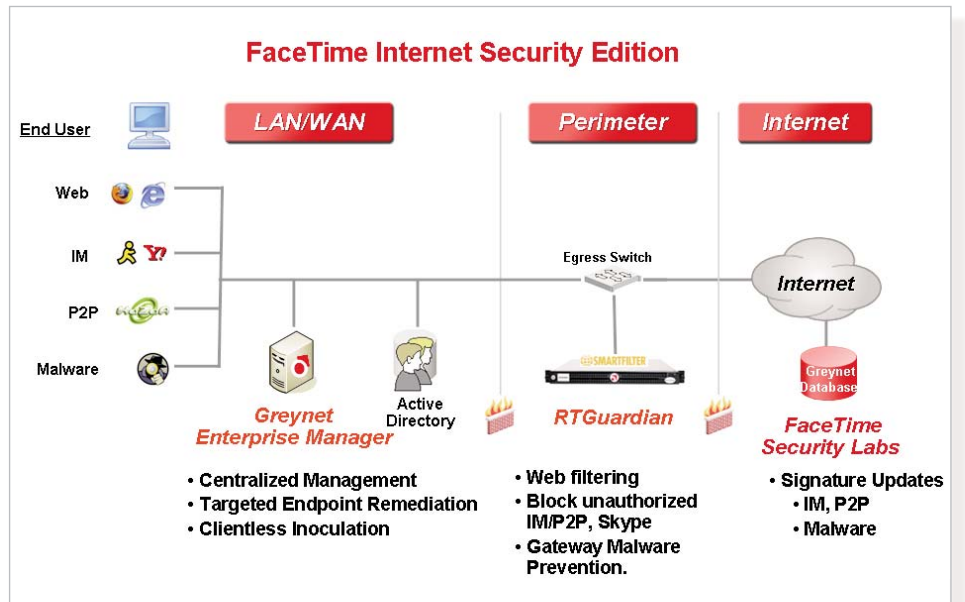 FaceTime Internet Security Edition
End User
LAN/WAN
Perimeter
Internet
Web
IM
Y!
P2P
KaZaA
Malware
Egress Switch
Internet
Greynet
Enterprise Manager
Active
Directory
@SMARTFILTER
RTGuardian
Greynet
Database
FaceTime
Security Labs
• Centralized Management
• Targeted Endpoint Remediation
• Clientless Inoculation
• Web filtering
• Block unauthorized
IM/P2P, Skype
• Gateway Malware
Prevention.
• Signature Updates
• IM, P2P
• Malware